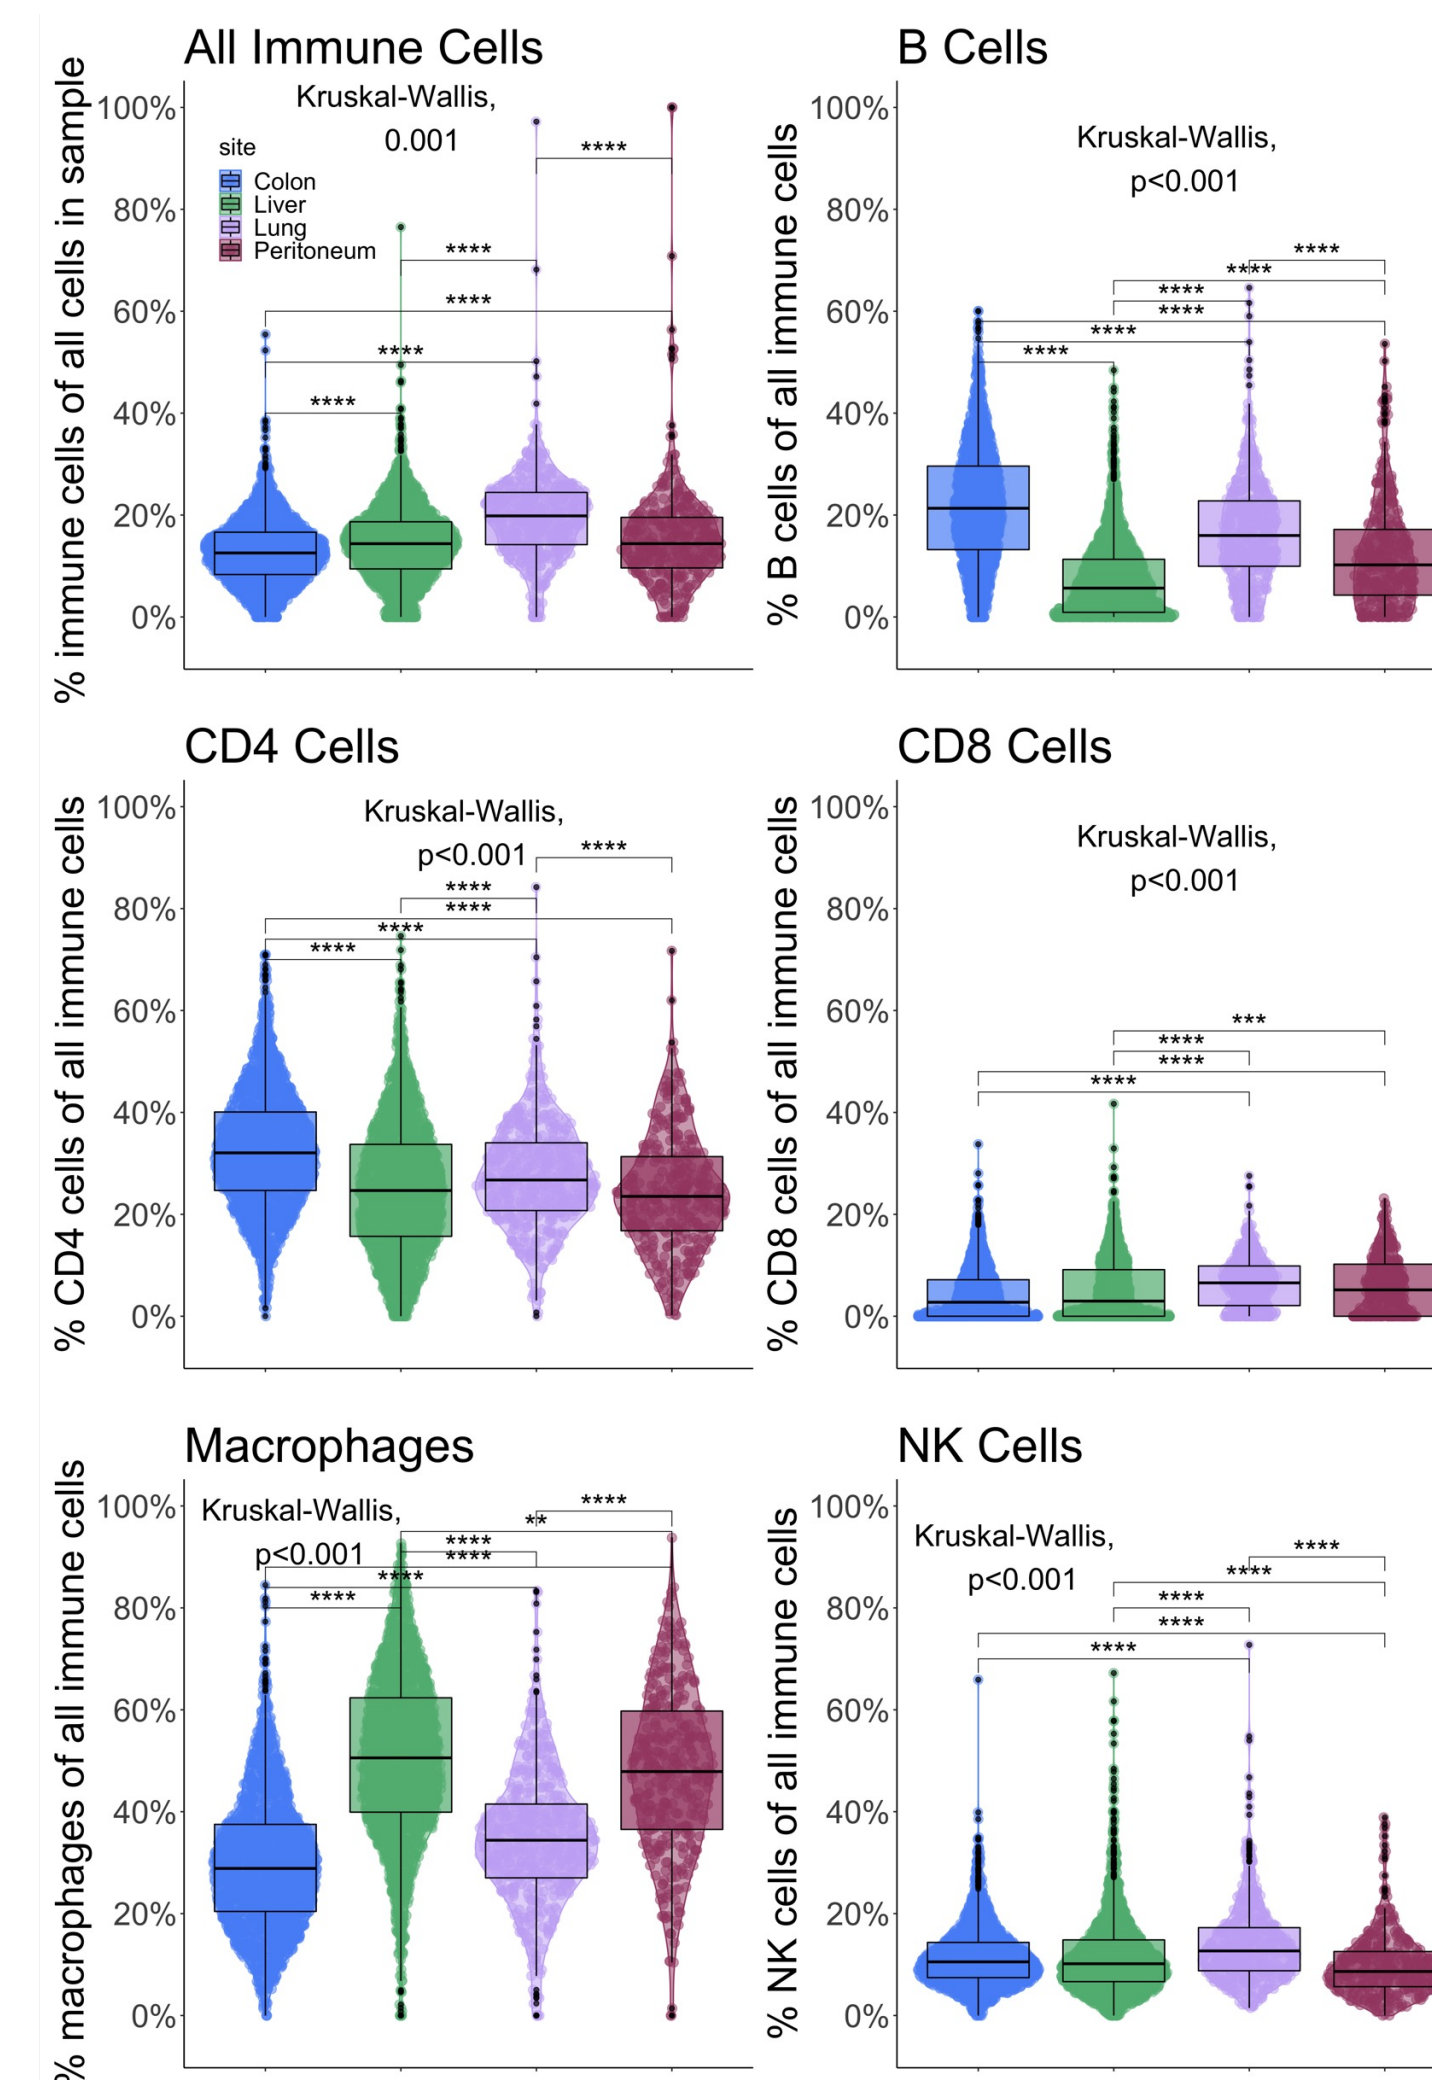 All Immune Cells
Kruskal-Wallis,
0.001
site
Colon
Liver
Lung
Peritoneum
% immune cells of all cells in sample
100%
80%
60%
40%
20%
0%
****
****
****
****
****
B Cells
Kruskal-Wallis,
p<0.001
% B cells of all immune cells
100%
80%
60%
40%
20%
0%
****
****
****
****
****
****
CD4 Cells
Kruskal-Wallis,
p<0.001
% CD4 cells of all immune cells
100%
80%
60%
40%
20%
0%
****
****
****
****
****
CD8 Cells
Kruskal-Wallis,
p<0.001
% CD8 cells of all immune cells
100%
80%
60%
40%
20%
0%
***
****
****
****
Macrophages
Kruskal-Wallis,
p<0.001
% macrophages of all immune cells
100%
80%
60%
40%
20%
0%
****
**
****
****
****
****
NK Cells
Kruskal-Wallis,
p<0.001
% NK cells of all immune cells
100%
80%
60%
40%
20%
0%
****
****
****
****
****